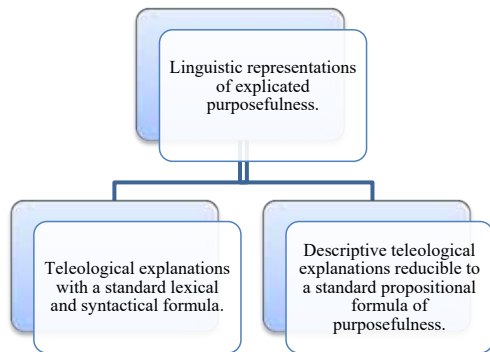 Linguistic representations
of explicated
purposefulness.
Teleological explanations
with a standard lexical
and syntactical formula.
Descriptive teleological
explanations reducible to
a standard propositional
formula of
purposefulness.